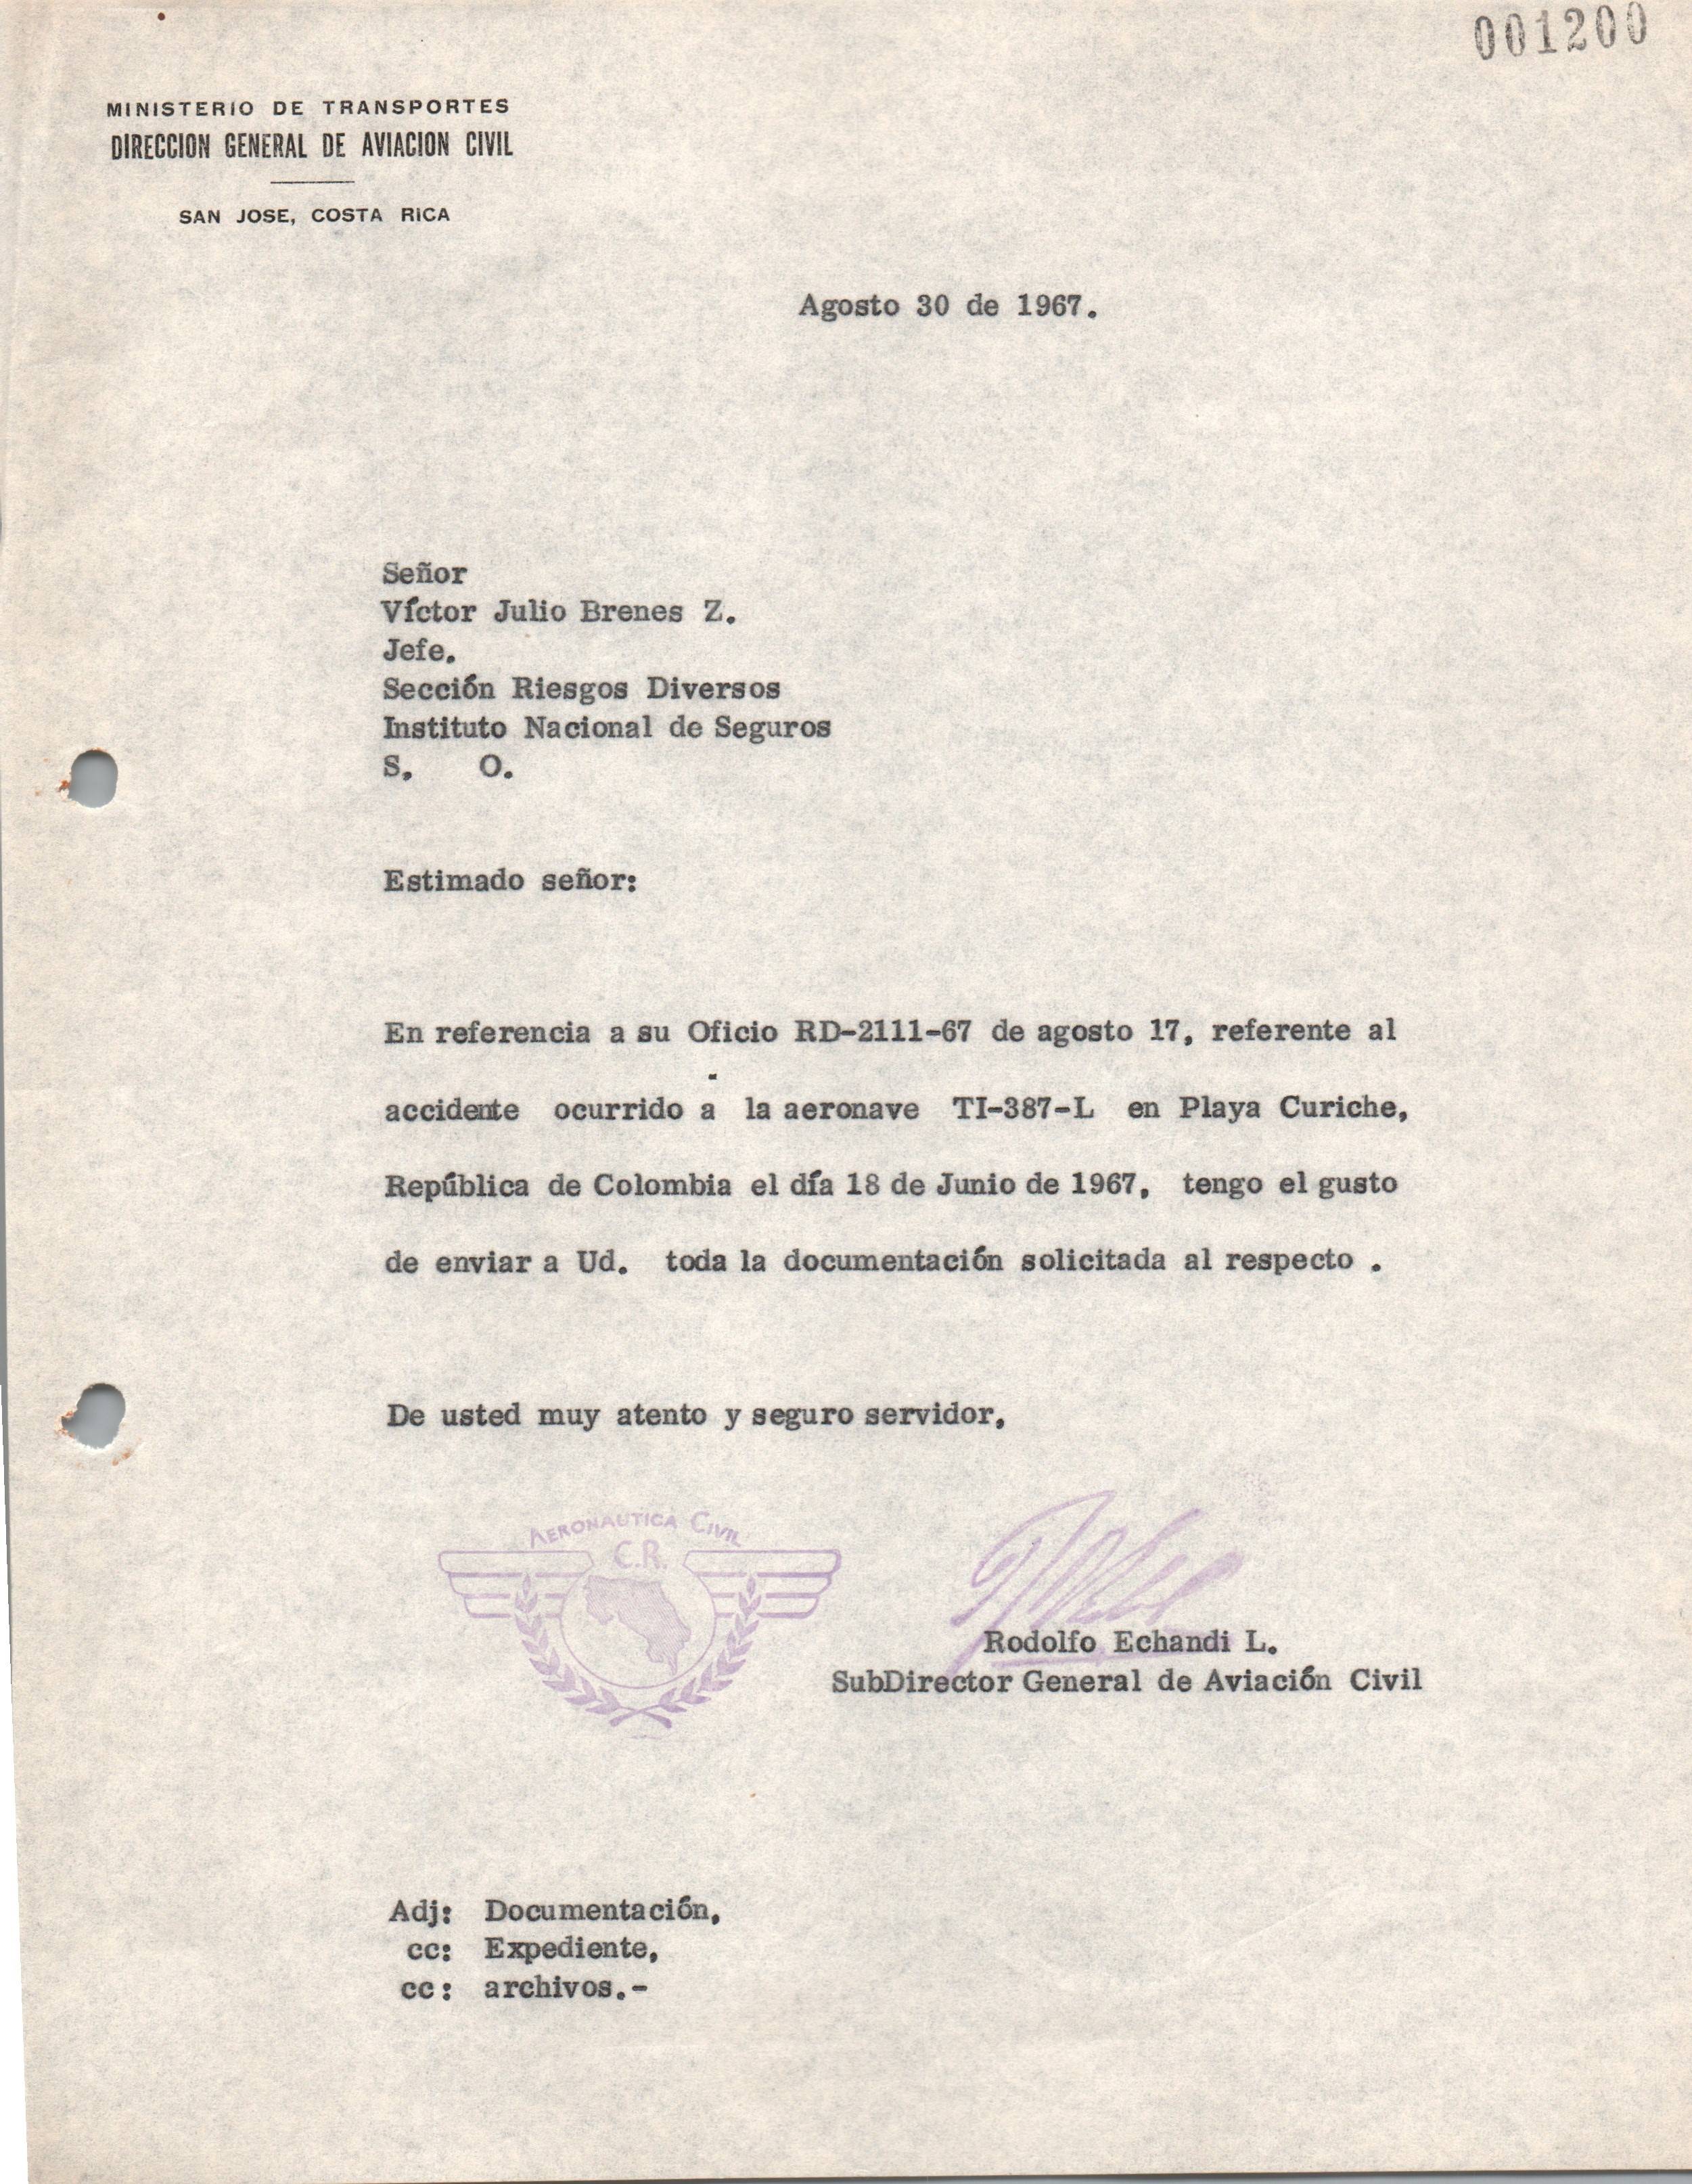 001200
MINISTERIO DE TRANSPORTES
DIRECCION GENERAL DE AVIACION CIVIL
SAN JOSE, COSTA RICA
Agosto 30 de 1967.
Señor
Víctor Julio Brenes Z.
Jefe.
Sección Riesgos Diversos
Instituto Nacional de Seguros
S. O.
Estimado señor:
En referencia a su Oficio RD-2111-67 de agosto 17, referente al
accidente ocurrido a la aeronave TI-387-L en Playa Curiche,
República de Colombia el día 18 de Junio de 1967, tengo el gusto
de enviar a Ud. toda la documentación solicitada al respecto .
De usted muy atento y seguro servidor,
AERONAUTICA CIVIL
C.R.
Rodolfo Echandi L.
SubDirector General de Aviación Civil
Adj: Documentación,
cc: Expediente,
cc: archivos.-